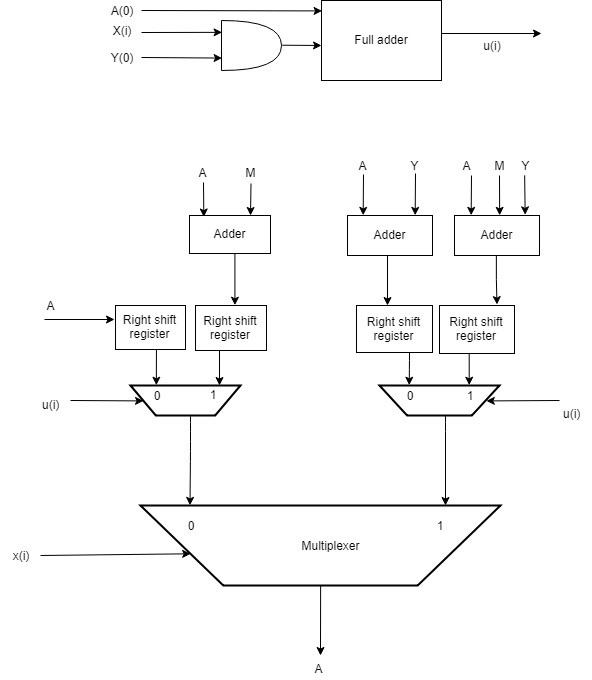 A(0)
X(i)
Y(0)
Full adder
u(i)
A
M
A
Y
A
M
Y
Adder
Adder
Adder
A
Right shift
register
Right shift
register
Right shift
register
Right shift
register
0
1
0
1
u(i)
u(i)
0
1
Multiplexer
x(i)
A